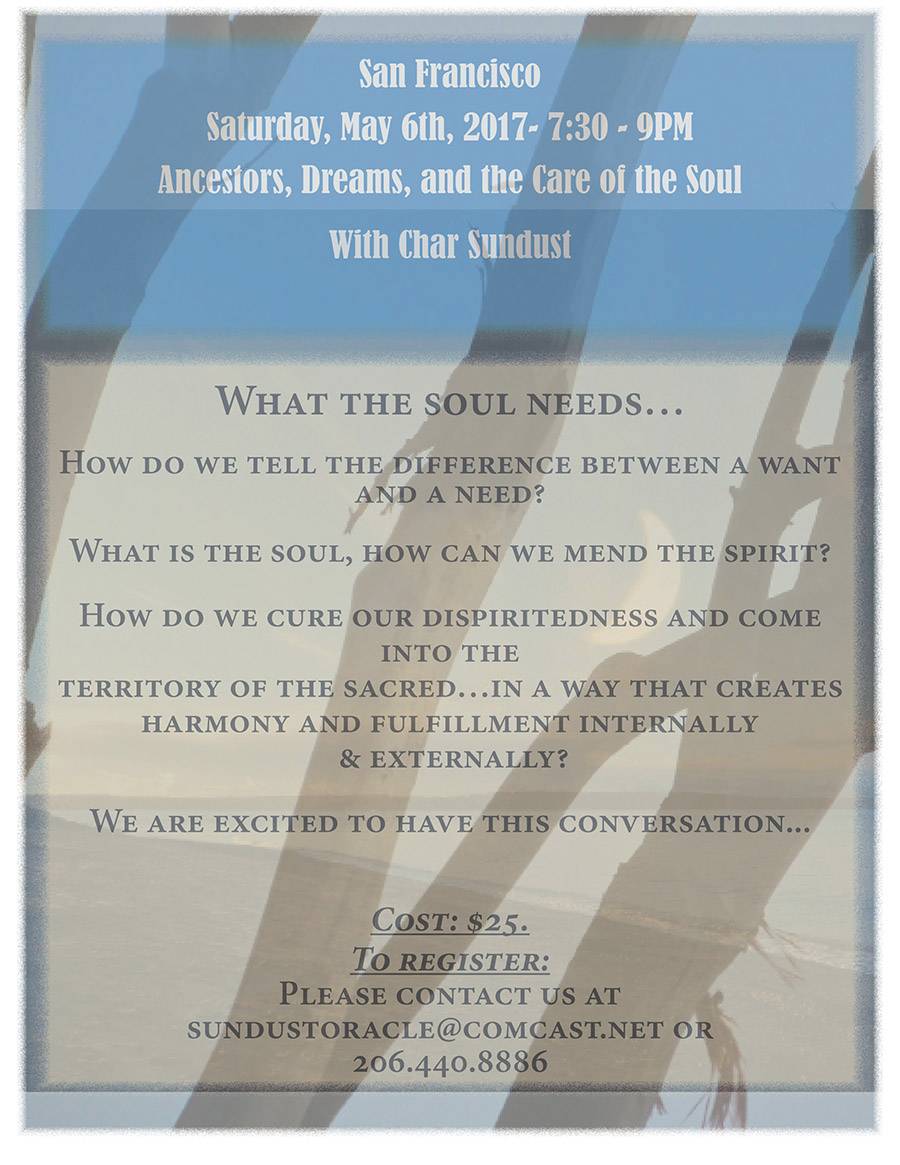 San Francisco
Saturday, May 6th, 2017- 7:30 - 9PM
Ancestors, Dreams, and the Care of the Soul
With Char Sundust
What the soul needs...
How do we tell the difference between a want
and a need?
What is the soul, how can we mend the spirit?
How do we cure our dispiritedness and come
into the
territory of the sacred...in a way that creates
harmony and fulfillment internally
& externally?
We are excited to have this conversation...
Cost: $25.
To register:
Please contact us at
sundustoracle@comcast.net or
206.440.8886